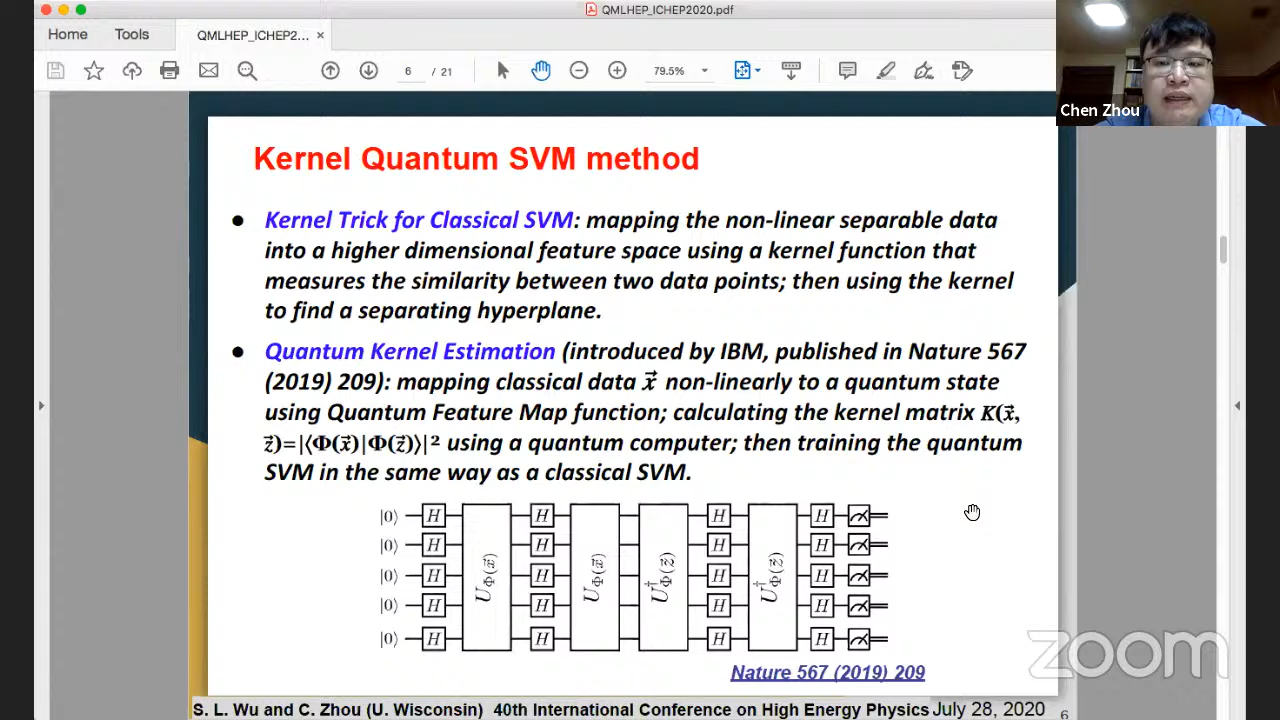 QMLHEP_ICHEP2020.pdf
Home Tools QMLHEP_ICHEP2... ×
6 / 21 79.5%
Chen Zhou
Kernel Quantum SVM method
● Kernel Trick for Classical SVM: mapping the non-linear separable data
into a higher dimensional feature space using a kernel function that
measures the similarity between two data points; then using the kernel
to find a separating hyperplane.
● Quantum Kernel Estimation (introduced by IBM, published in Nature 567
(2019) 209): mapping classical data x⃗ non-linearly to a quantum state
using Quantum Feature Map function; calculating the kernel matrix K(x⃗,
z⃗)=|⟨Φ(x⃗)|Φ(z⃗)⟩|² using a quantum computer; then training the quantum
SVM in the same way as a classical SVM.
|0⟩ H H H H
|0⟩ H H H H
|0⟩ H H H H
|0⟩ H H H H
|0⟩ H H H H
U_Φ(x⃗) U_Φ(x⃗) U†_Φ(z⃗) U†_Φ(z⃗)
zoom
Nature 567 (2019) 209
S. L. Wu and C. Zhou (U. Wisconsin) 40th International Conference on High Energy Physics July 28, 2020 6